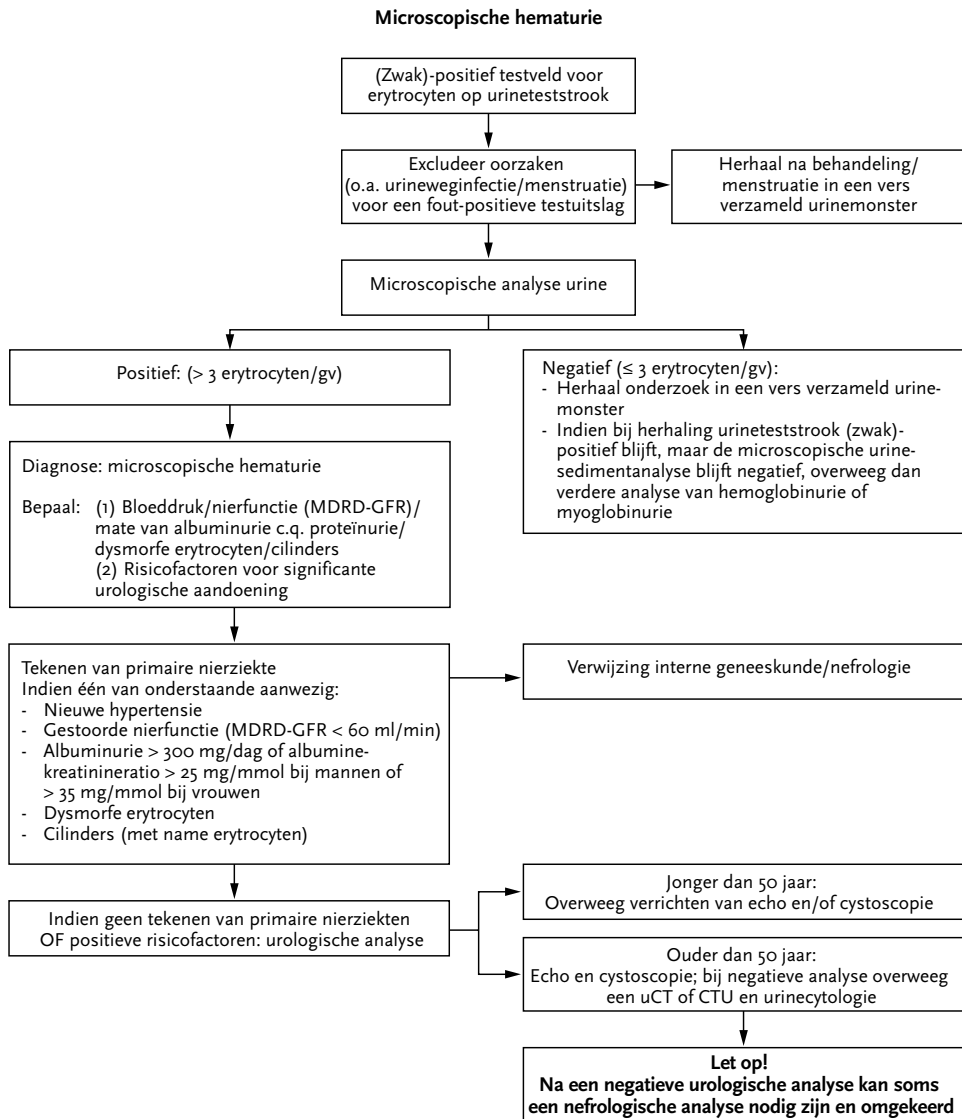 Microscopische hematurie
(Zwak)-positief testveld voor
erytrocyten op urineteststrook
Excludeer oorzaken
(o.a. urineweginfectie/menstruatie)
voor een fout-positieve testuitslag
Herhaal na behandeling/
menstruatie in een vers
verzameld urinemonster
Microscopische analyse urine
Positief: (> 3 erytrocyten/gv)
Negatief (≤ 3 erytrocyten/gv):
- Herhaal onderzoek in een vers verzameld urine-
monster
- Indien bij herhaling urineteststrook (zwak)-
positief blijft, maar de microscopische urine-
sedimentanalyse blijft negatief, overweeg dan
verdere analyse van hemoglobinurie of
myoglobinurie
Diagnose: microscopische hematurie
Bepaal: (1) Bloeddruk/nierfunctie (MDRD-GFR)/
mate van albuminurie c.q. proteïnurie/
dysmorfe erytrocyten/cilinders
(2) Risicofactoren voor significante
urologische aandoening
Tekenen van primaire nierziekte
Indien één van onderstaande aanwezig:
- Nieuwe hypertensie
- Gestoorde nierfunctie (MDRD-GFR < 60 ml/min)
- Albuminurie > 300 mg/dag of albumine-
kreatinineratio > 25 mg/mmol bij mannen of
> 35 mg/mmol bij vrouwen
- Dysmorfe erytrocyten
- Cilinders (met name erytrocyten)
Verwijzing interne geneeskunde/nefrologie
Indien geen tekenen van primaire nierziekten
OF positieve risicofactoren: urologische analyse
Jonger dan 50 jaar:
Overweeg verrichten van echo en/of cystoscopie
Ouder dan 50 jaar:
Echo en cystoscopie; bij negatieve analyse overweeg
een uCT of CTU en urinecytologie
Let op!
Na een negatieve urologische analyse kan soms
een nefrologische analyse nodig zijn en omgekeerd